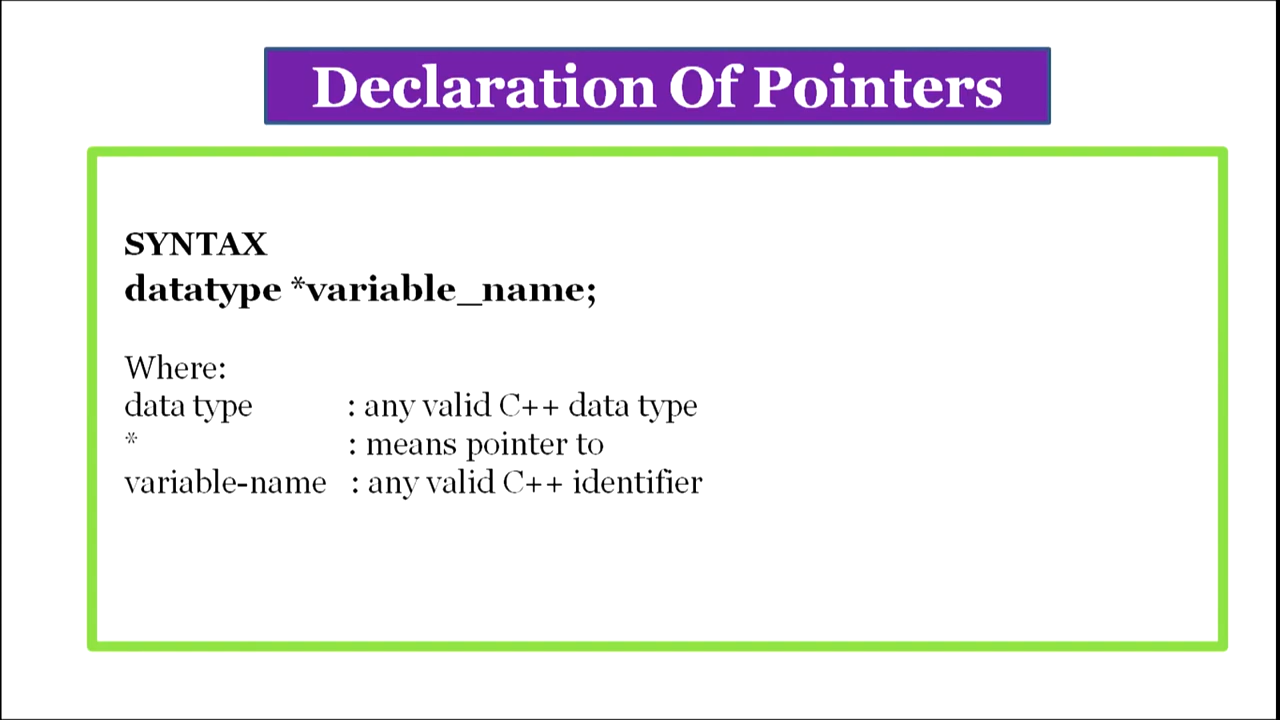 Declaration Of Pointers
SYNTAX
datatype *variable_name;
Where:
data type : any valid C++ data type
* : means pointer to
variable-name : any valid C++ identifier